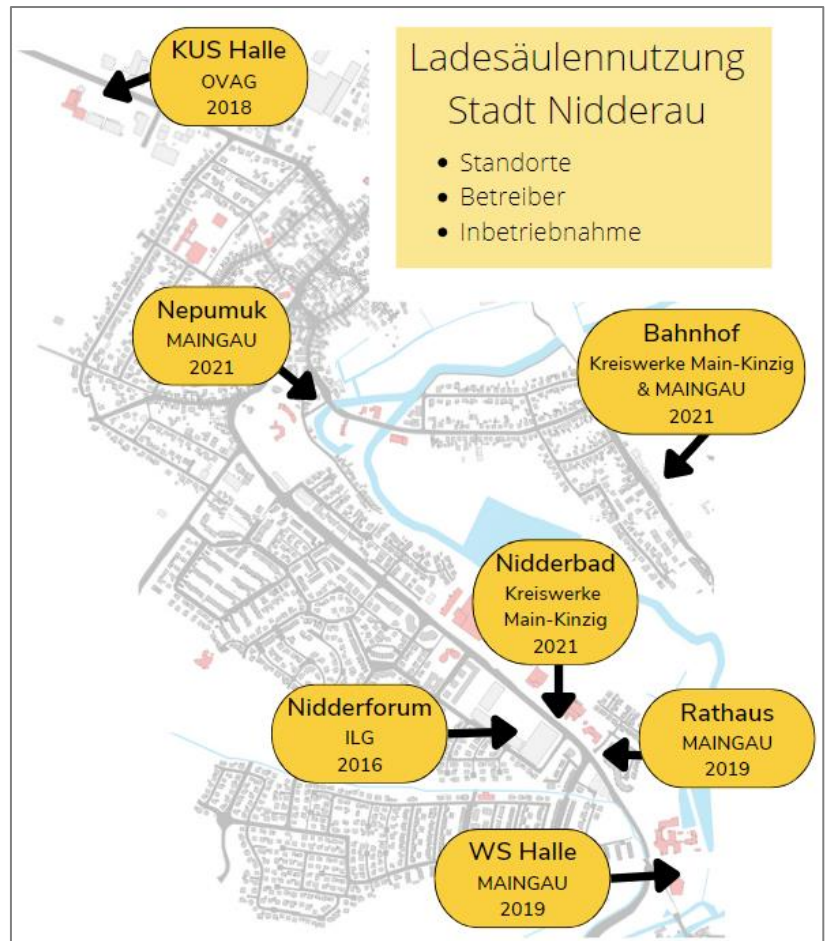 KUS Halle
OVAG
2018
Ladesäulennutzung
Stadt Nidderau
• Standorte
• Betreiber
• Inbetriebnahme
Nepumuk
MAINGAU
2021
Bahnhof
Kreiswerke Main-Kinzig
& MAINGAU
2021
Nidderbad
Kreiswerke
Main-Kinzig
2021
Nidderforum
ILG
2016
Rathaus
MAINGAU
2019
WS Halle
MAINGAU
2019